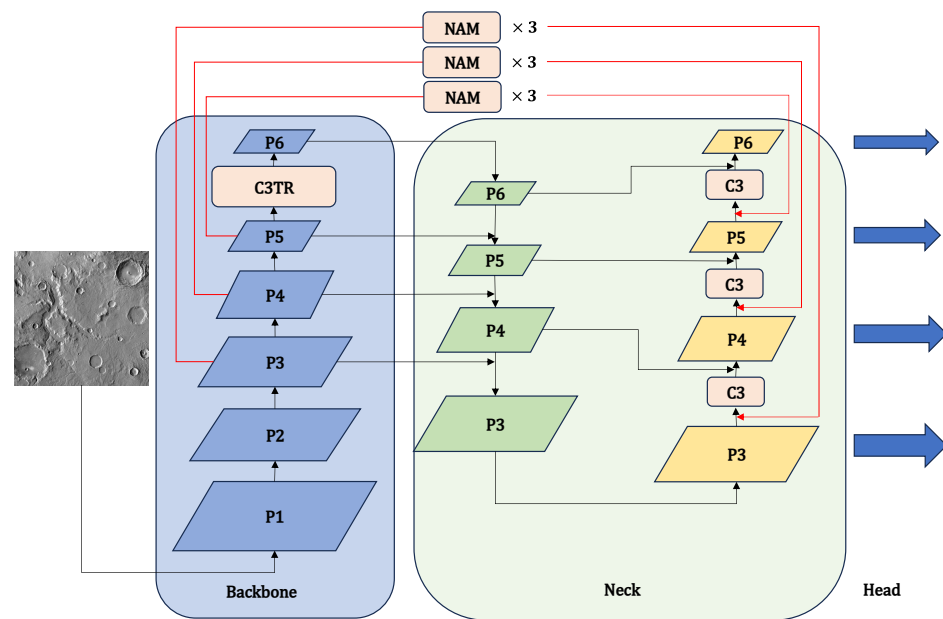 NAM × 3
NAM × 3
NAM × 3
P6
C3TR
P5
P4
P3
P2
P1
Backbone
P6
P5
P4
P3
P6
C3
P5
C3
P4
C3
P3
Neck
Head